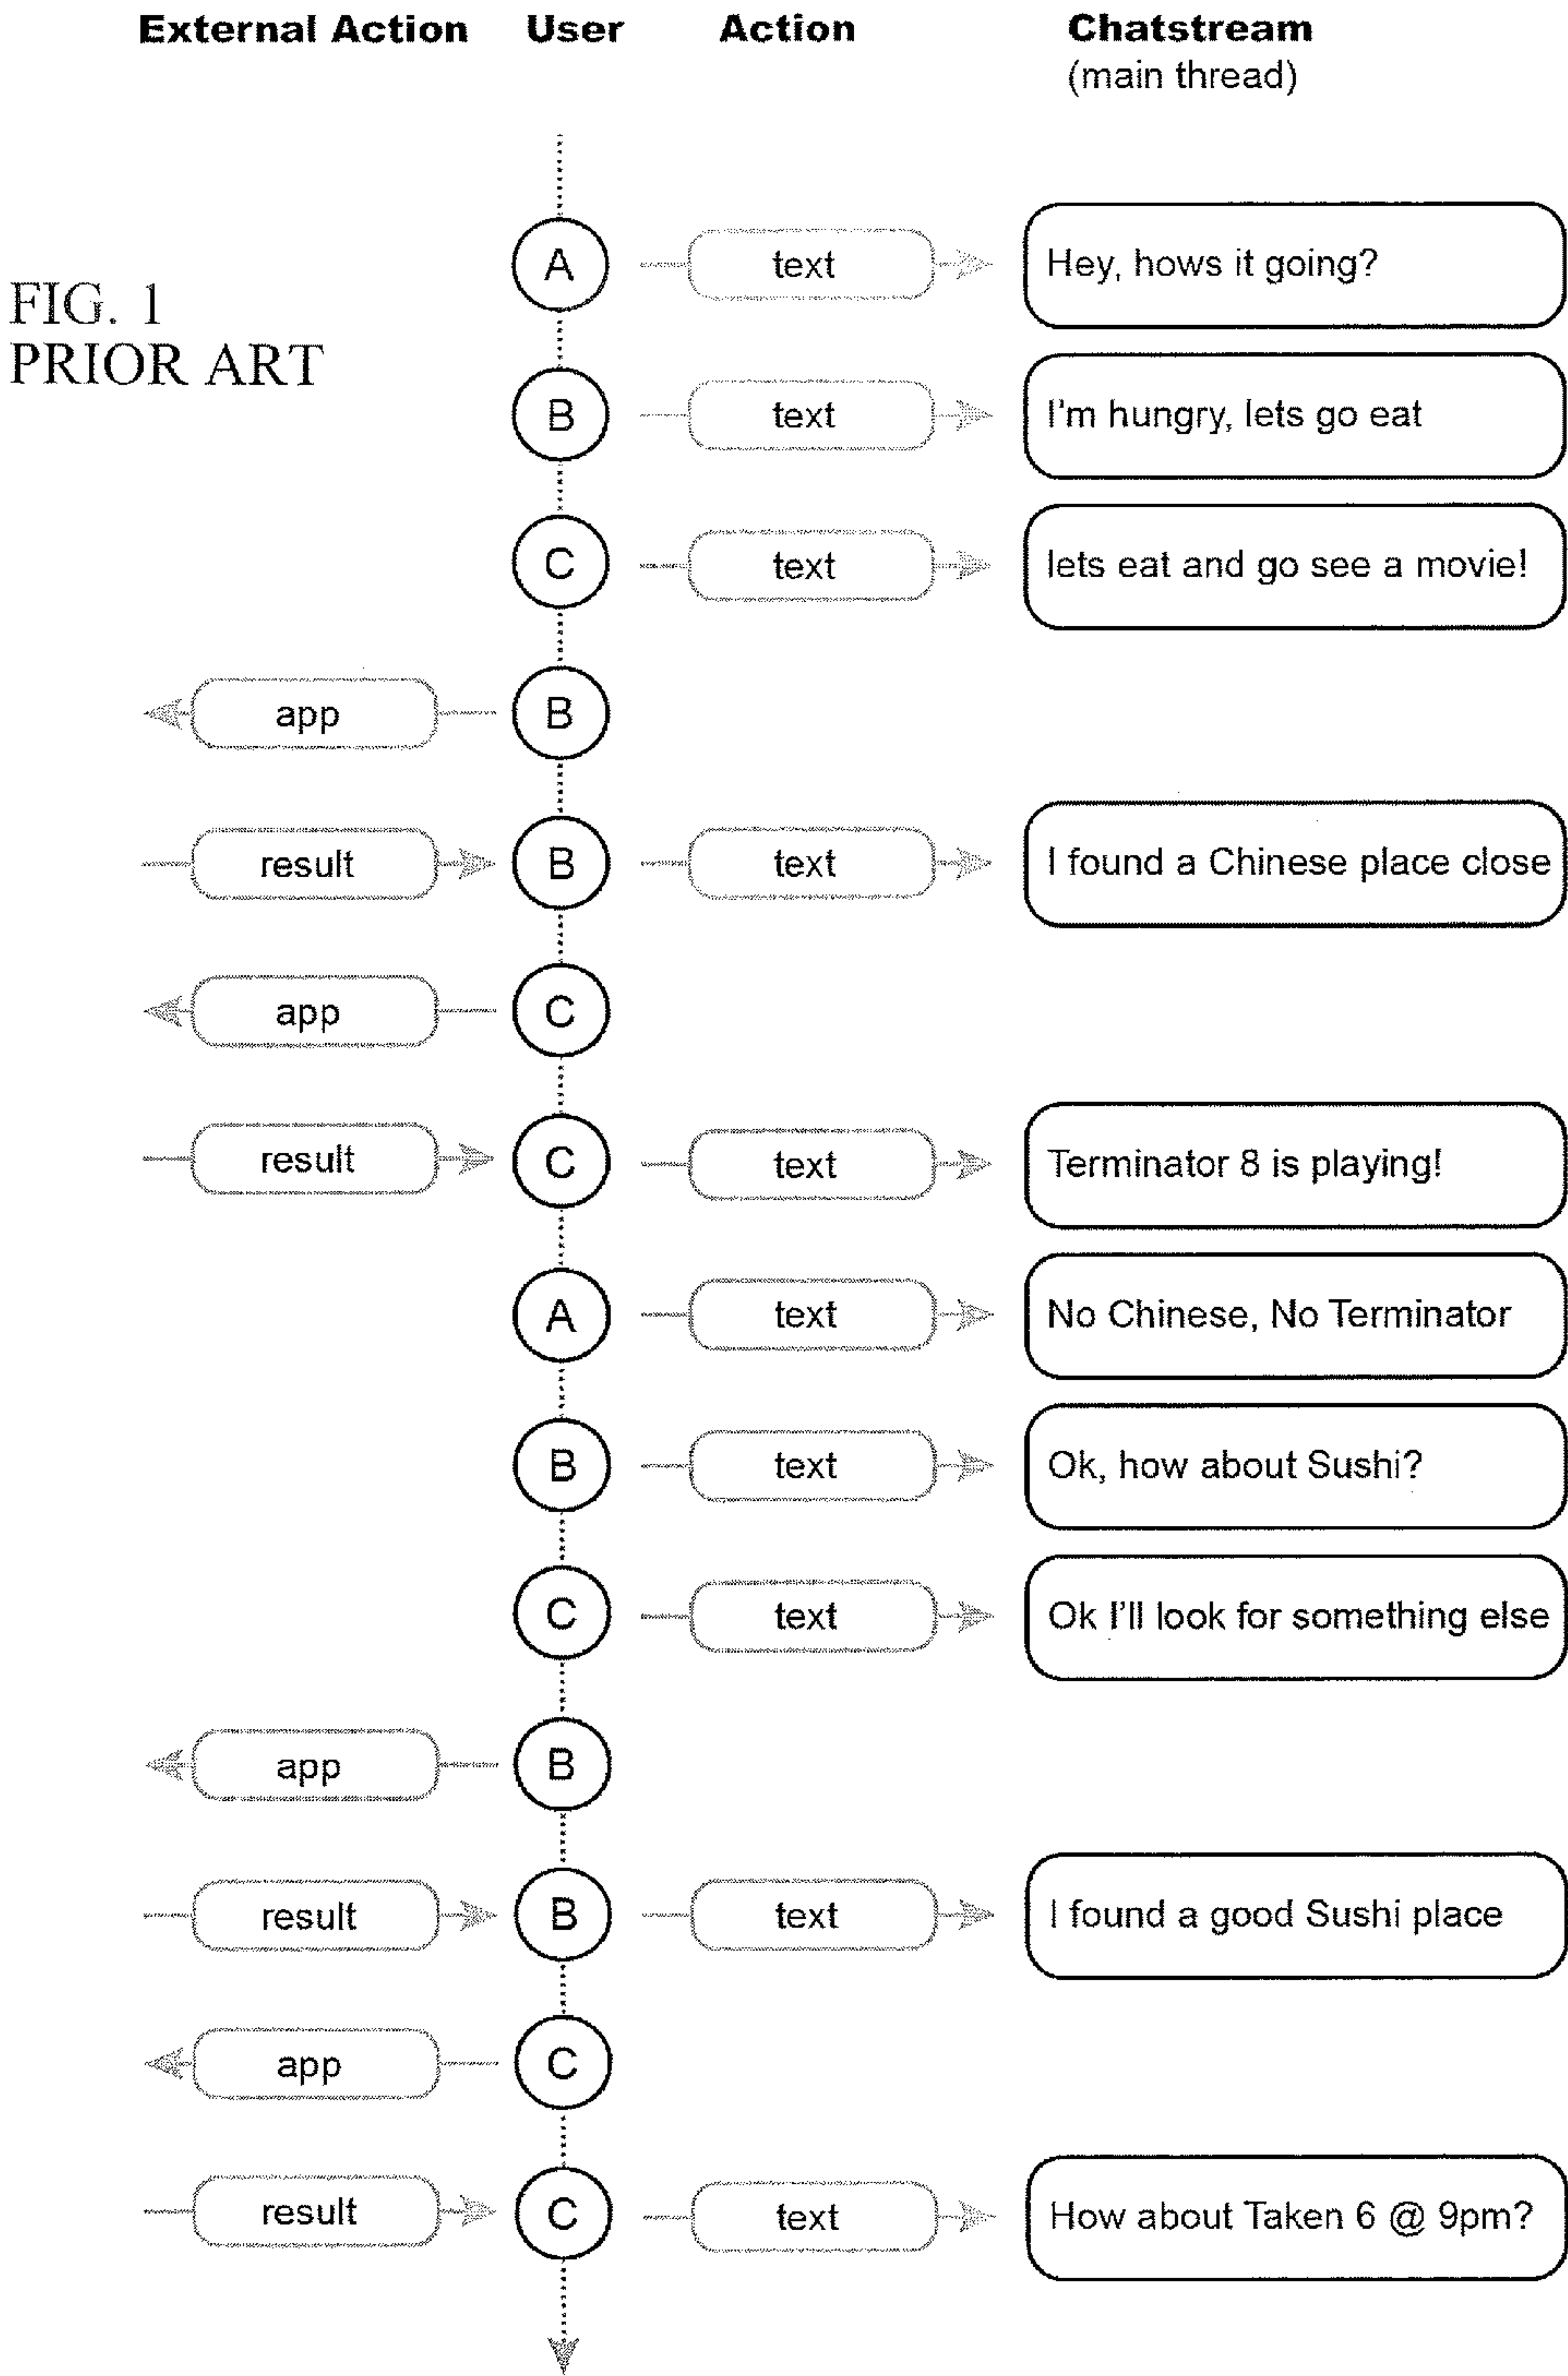 External Action User Action Chatstream
(main thread)
FIG. 1
PRIOR ART
A text Hey, hows it going?
B text I'm hungry, lets go eat
C text lets eat and go see a movie!
app B
result B text I found a Chinese place close
app C
result C text Terminator 8 is playing!
A text No Chinese, No Terminator
B text Ok, how about Sushi?
C text Ok I'll look for something else
app B
result B text I found a good Sushi place
app C
result C text How about Taken 6 @ 9pm?